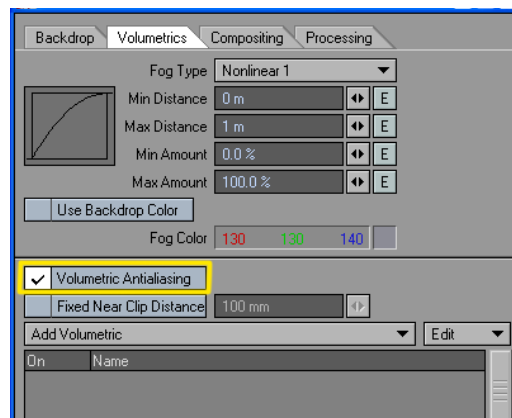 Backdrop Volumetrics Compositing Processing
Fog Type Nonlinear 1
Min Distance 0 m E
Max Distance 1 m E
Min Amount 0.0 % E
Max Amount 100.0 % E
Use Backdrop Color
Fog Color 130 130 140
Volumetric Antialiasing
Fixed Near Clip Distance 100 mm
Add Volumetric Edit
On Name